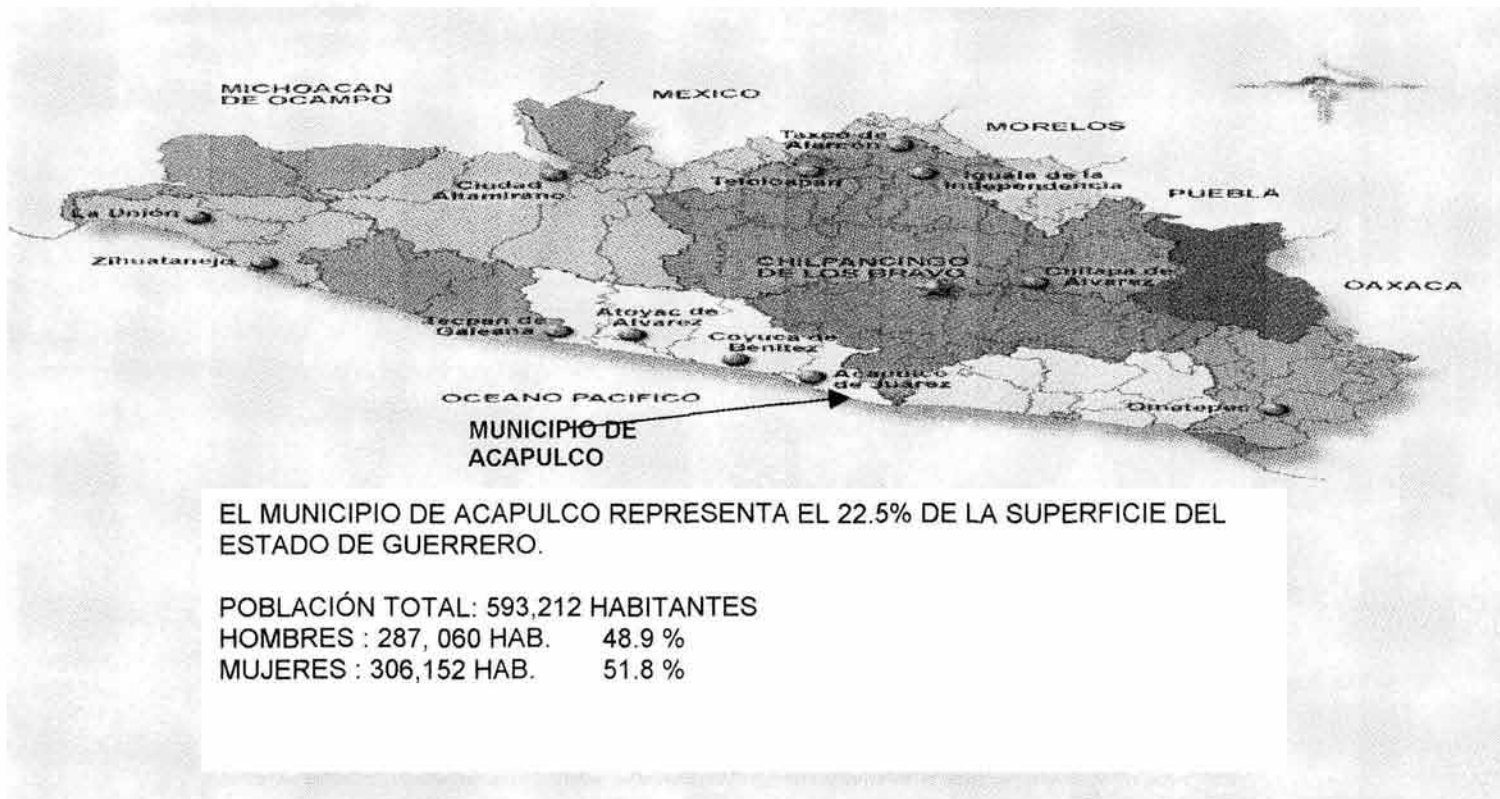 MICHOACAN
DE OCAMPO
MEXICO
MORELOS
Taxco de
Alarcón
Teloloapan
Iguala de la
Independencia
Ciudad
Altamirano
PUEBLA
La Unión
Zihuatanejo
CHILPANCINGO
DE LOS BRAVO
Chilapa de
Alvarez
OAXACA
Tecpan de
Galeana
Atoyac de
Alvarez
Coyuca de
Benítez
Acapulco
de Juárez
Ometepec
OCEANO PACIFICO
MUNICIPIO DE
ACAPULCO
EL MUNICIPIO DE ACAPULCO REPRESENTA EL 22.5% DE LA SUPERFICIE DEL
ESTADO DE GUERRERO.
POBLACIÓN TOTAL: 593,212 HABITANTES
HOMBRES : 287, 060 HAB. 48.9 %
MUJERES : 306,152 HAB. 51.8 %